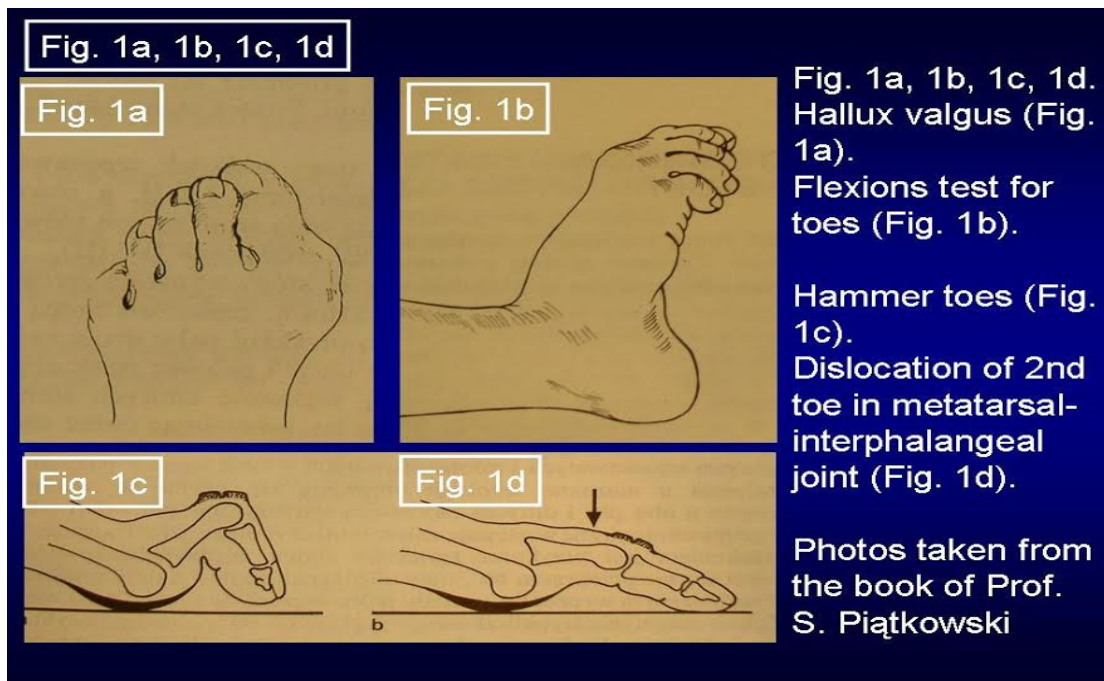 Fig. 1a, 1b, 1c, 1d
Fig. 1a
Fig. 1b
Fig. 1c
Fig. 1d
b
Fig. 1a, 1b, 1c, 1d.
Hallux valgus (Fig.
1a).
Flexions test for
toes (Fig. 1b).
Hammer toes (Fig.
1c).
Dislocation of 2nd
toe in metatarsal-
interphalangeal
joint (Fig. 1d).
Photos taken from
the book of Prof.
S. Piątkowski